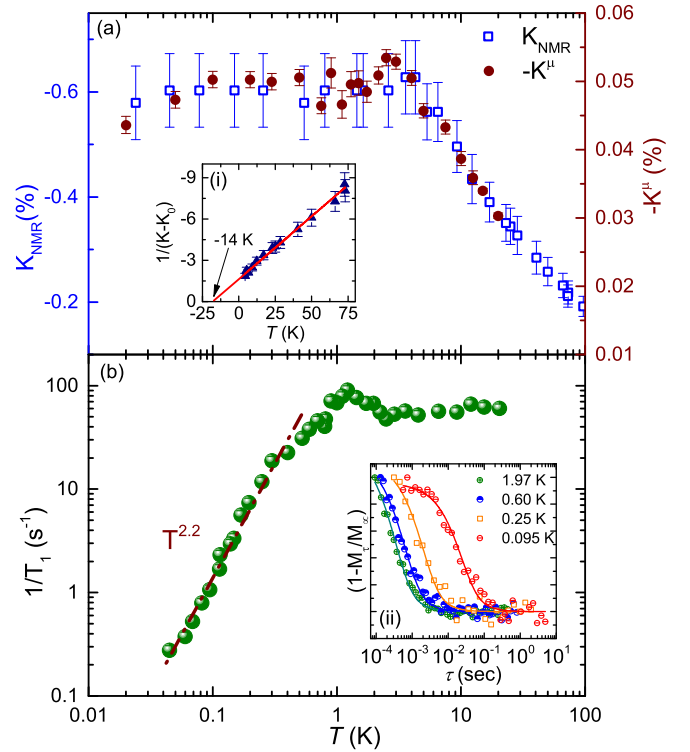 (a)
K_NMR
-K^μ
0.06
-0.6
0.05
-0.4
0.04
0.03
-0.2
0.02
0.01
K_NMR(%)
-K^μ (%)
(i)
-9
-6
-3
0
1/(K-K_0)
-14 K
-25 0 25 50 75
T (K)
(b)
100
10
1
0.1
1/T_1 (s^-1)
T^2.2
1.97 K
0.60 K
0.25 K
0.095 K
(1-M_τ/M_∞)
(ii)
10^-4 10^-3 10^-2 10^-1 10^0 10^1
τ (sec)
0.01 0.1 1 10 100
T (K)